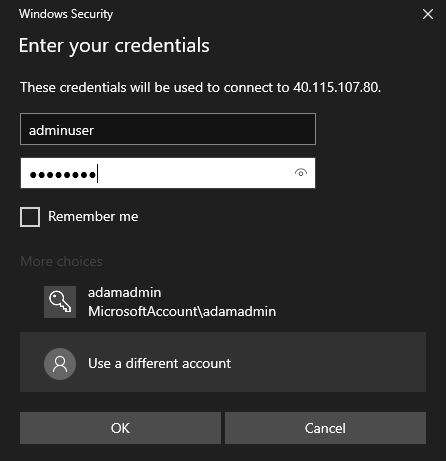 Windows Security
Enter your credentials
These credentials will be used to connect to 40.115.107.80.
adminuser
●●●●●●●●
Remember me
More choices
adamadmin
MicrosoftAccount\adamadmin
Use a different account
OK
Cancel